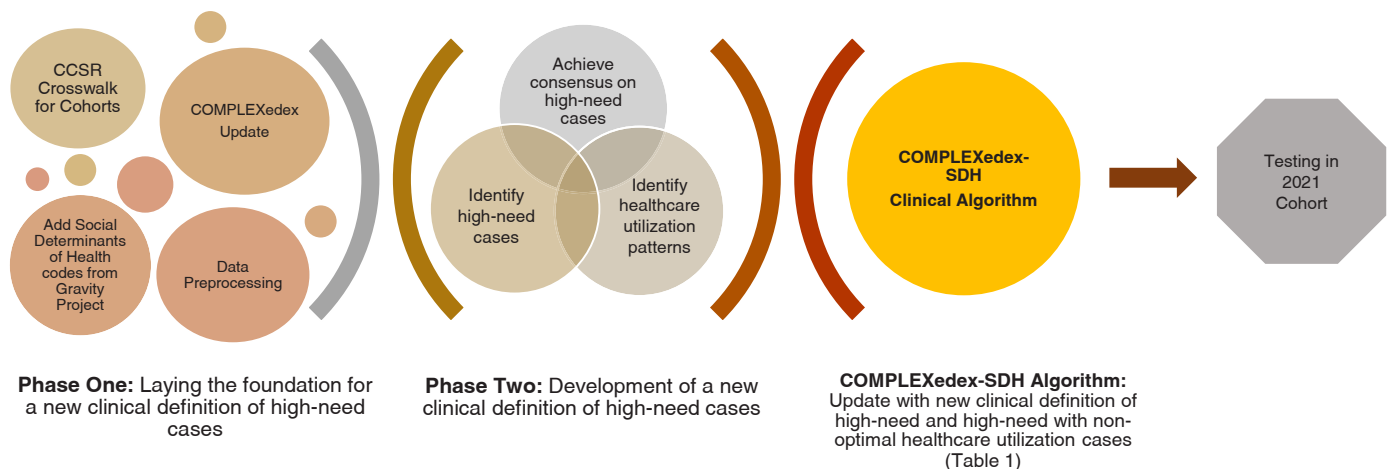 CCSR
Crosswalk
for Cohorts
COMPLEXedex
Update
Add Social
Determinants
of Health
codes from
Gravity
Project
Data
Preprocessing
Achieve
consensus on
high-need
cases
Identify
high-need
cases
Identify
healthcare
utilization
patterns
COMPLEXedex-
SDH
Clinical Algorithm
Testing in
2021
Cohort
Phase One: Laying the foundation for
a new clinical definition of high-need
cases
Phase Two: Development of a new
clinical definition of high-need cases
COMPLEXedex-SDH Algorithm:
Update with new clinical definition of
high-need and high-need with non-
optimal healthcare utilization cases
(Table 1)